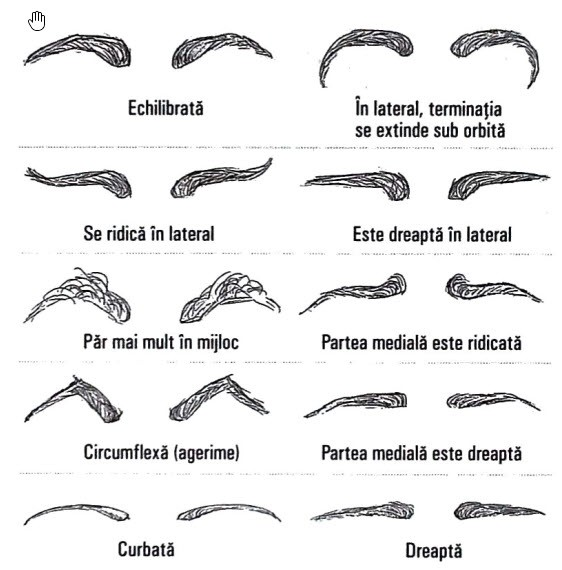 Echilibrată
În lateral, terminația
se extinde sub orbită
Se ridică în lateral
Este dreaptă în lateral
Păr mai mult în mijloc
Partea medială este ridicată
Circumflexă (agerime)
Partea medială este dreaptă
Curbată
Dreaptă